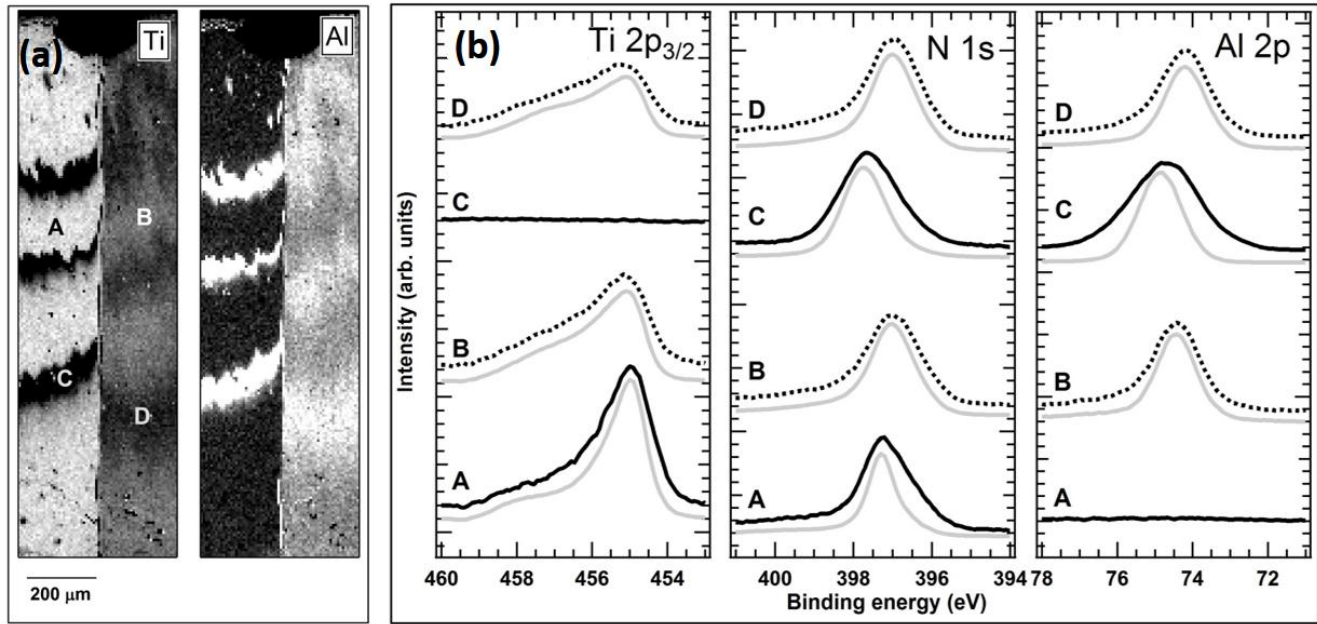 (a)
Ti
Al
A
B
C
D
200 µm
(b)
Ti 2p3/2
N 1s
Al 2p
Intensity (arb. units)
D
D
D
C
C
C
B
B
B
A
A
A
460 458 456 454
400 398 396 394
78 76 74 72
Binding energy (eV)